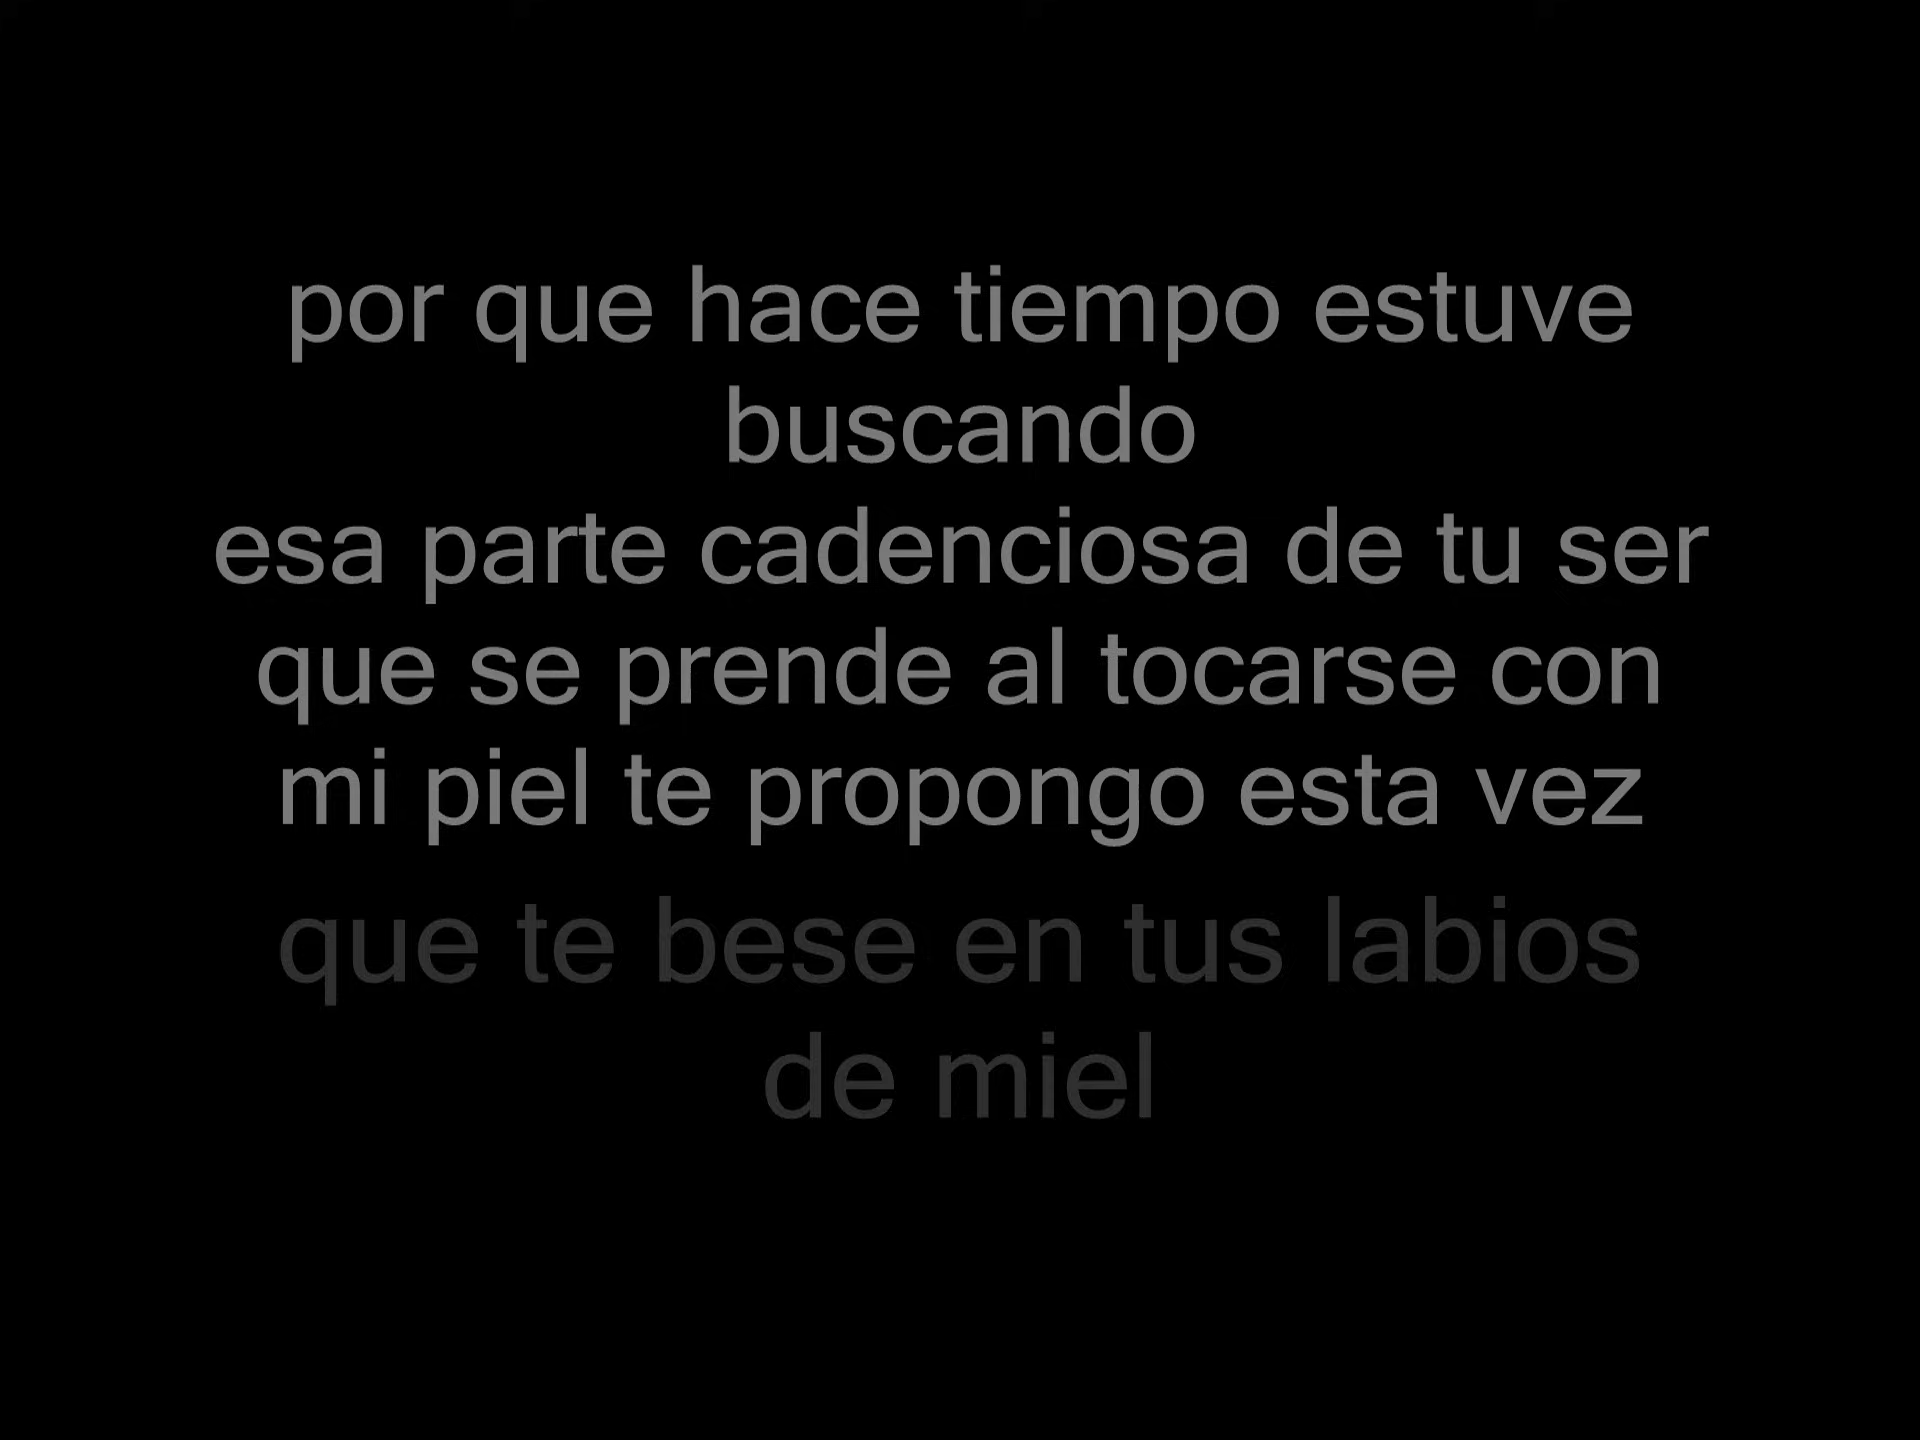 por que hace tiempo estuve
buscando
esa parte cadenciosa de tu ser
que se prende al tocarse con
mi piel te propongo esta vez
que te bese en tus labios
de miel